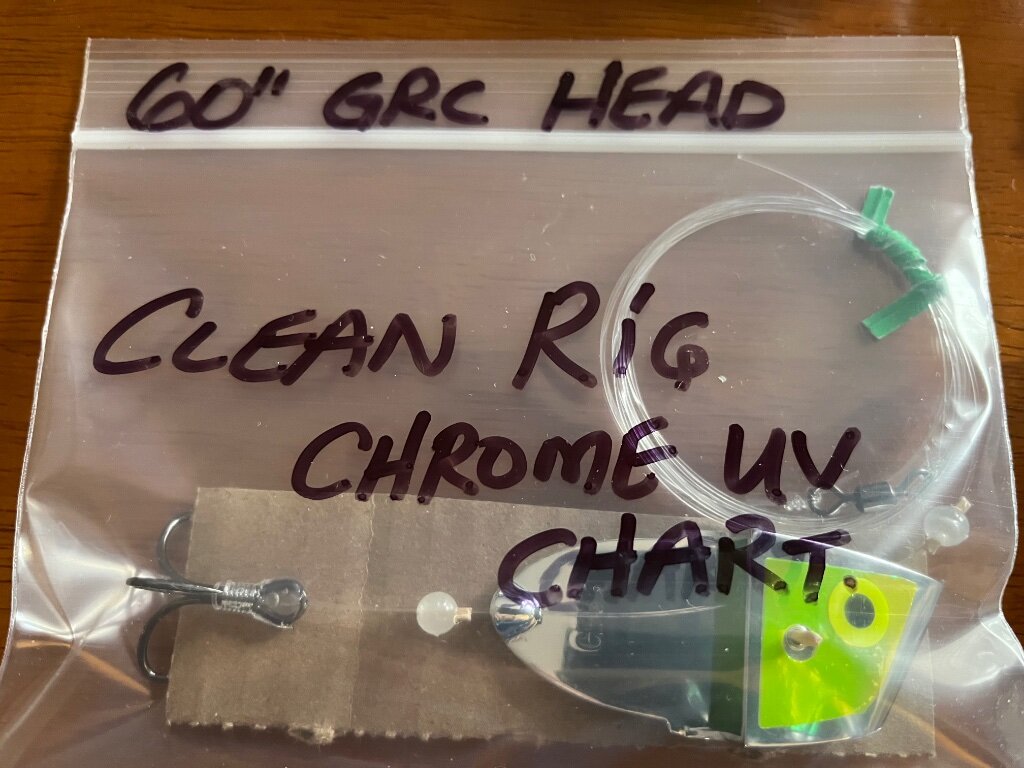 60" GRC HEAD
CLEAN RIG
CHROME UV
CHART